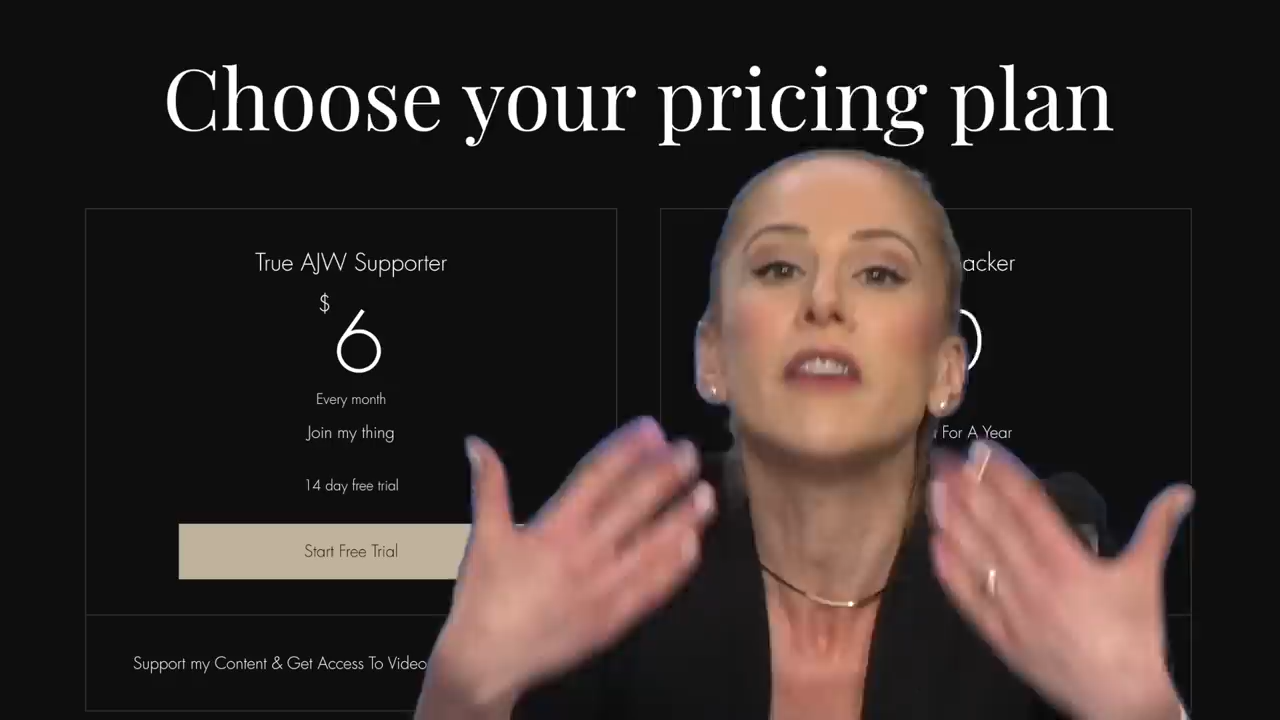 Choose your pricing plan
True AJW Supporter
$
6
Every month
Join my thing
14 day free trial
Start Free Trial
Support my Content & Get Access To Video
For A Year